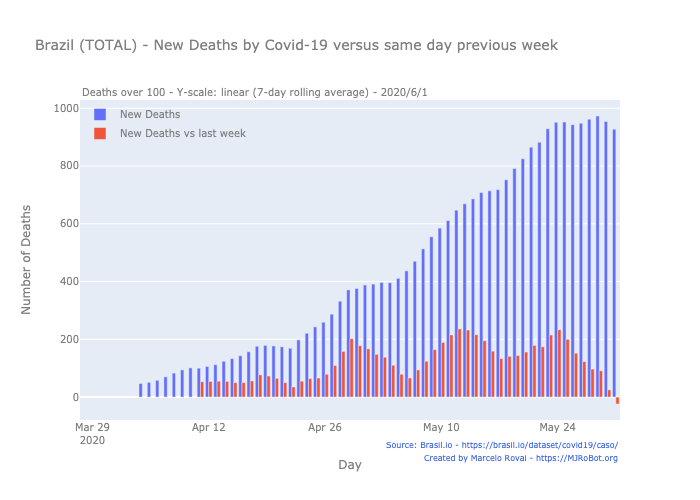 Brazil (TOTAL) - New Deaths by Covid-19 versus same day previous week
Deaths over 100 - Y-scale: linear (7-day rolling average) - 2020/6/1
New Deaths
New Deaths vs last week
Number of Deaths
1000
800
600
400
200
0
Mar 29 Apr 12 Apr 26 May 10 May 24
2020
Day
Source: Brasil.io - https://brasil.io/dataset/covid19/caso/
Created by Marcelo Rovai - https://MJRoBot.org